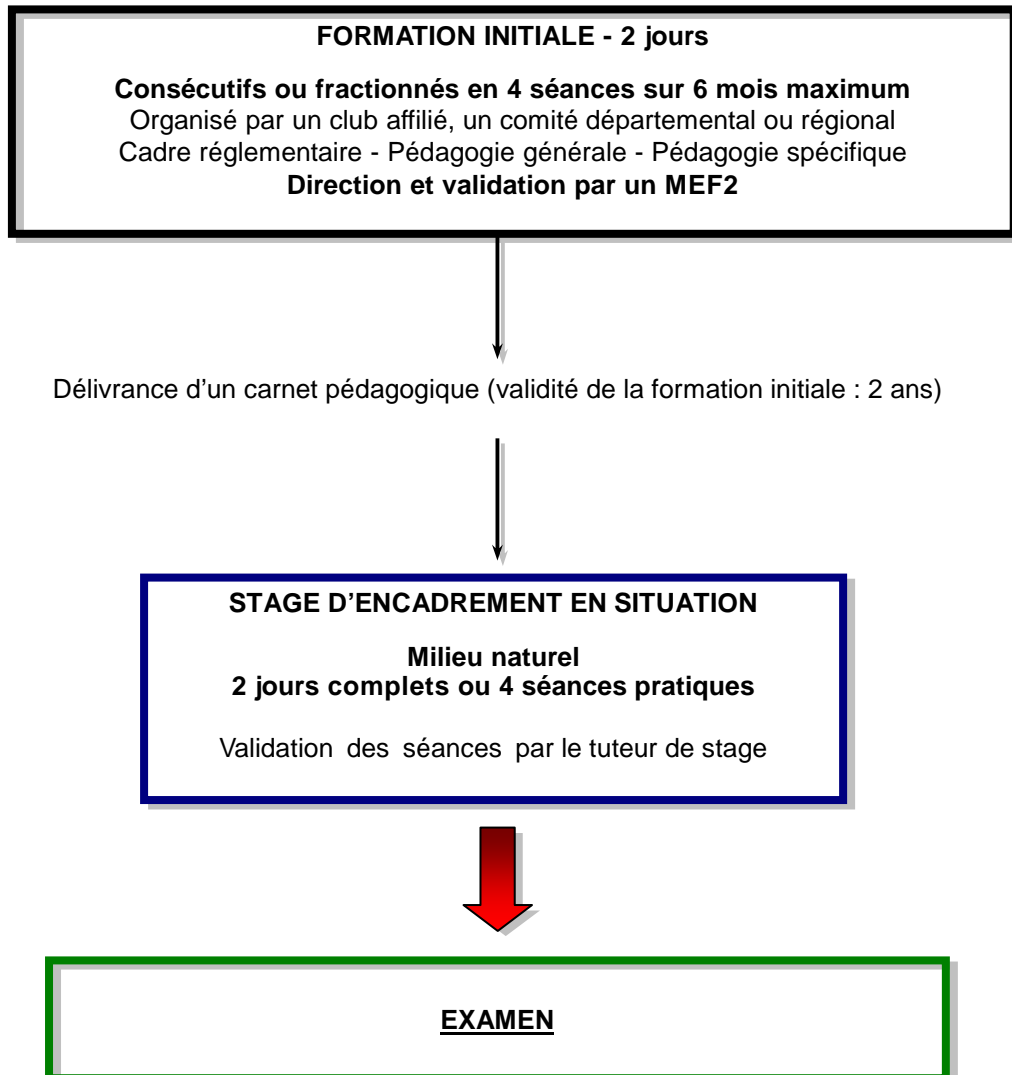 FORMATION INITIALE - 2 jours
Consécutifs ou fractionnés en 4 séances sur 6 mois maximum
Organisé par un club affilié, un comité départemental ou régional
Cadre réglementaire - Pédagogie générale - Pédagogie spécifique
Direction et validation par un MEF2
Délivrance d'un carnet pédagogique (validité de la formation initiale : 2 ans)
STAGE D'ENCADREMENT EN SITUATION
Milieu naturel
2 jours complets ou 4 séances pratiques
Validation des séances par le tuteur de stage
EXAMEN